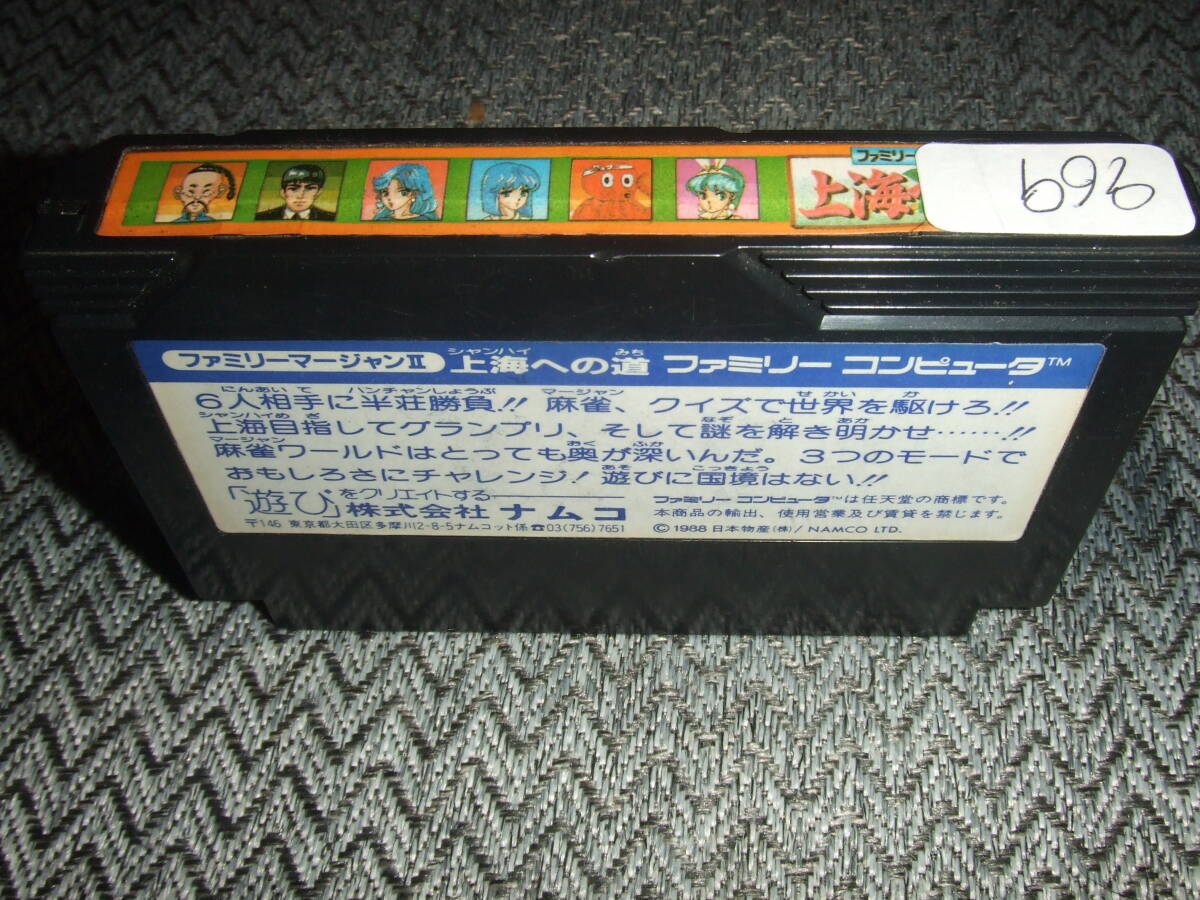 ファミリー
上海
ファミリーマージャンⅡ 上海への道 ファミリー コンピュータ™
シャンハイ みち
にんあいて ハンチャンしょうぶ マージャン せかい か
6人相手に半荘勝負!! 麻雀、クイズで世界を駆けろ!!
シャンハイめざ なぞ と あか
上海目指してグランプリ、そして謎を解き明かせ……!!
マージャン おく ふか
麻雀ワールドはとっても奥が深いんだ。3つのモードで
あそ こっきょう
おもしろさにチャレンジ! 遊びに国境はない!!
「遊び」をクリエイトする
株式会社 ナムコ
〒146 東京都大田区多摩川2-8-5ナムコット係☎03(756)7651
ファミリー コンピュータ™は任天堂の商標です。
本商品の輸出、使用営業及び賃貸を禁じます。
©1988 日本物産(株)/ NAMCO LTD.